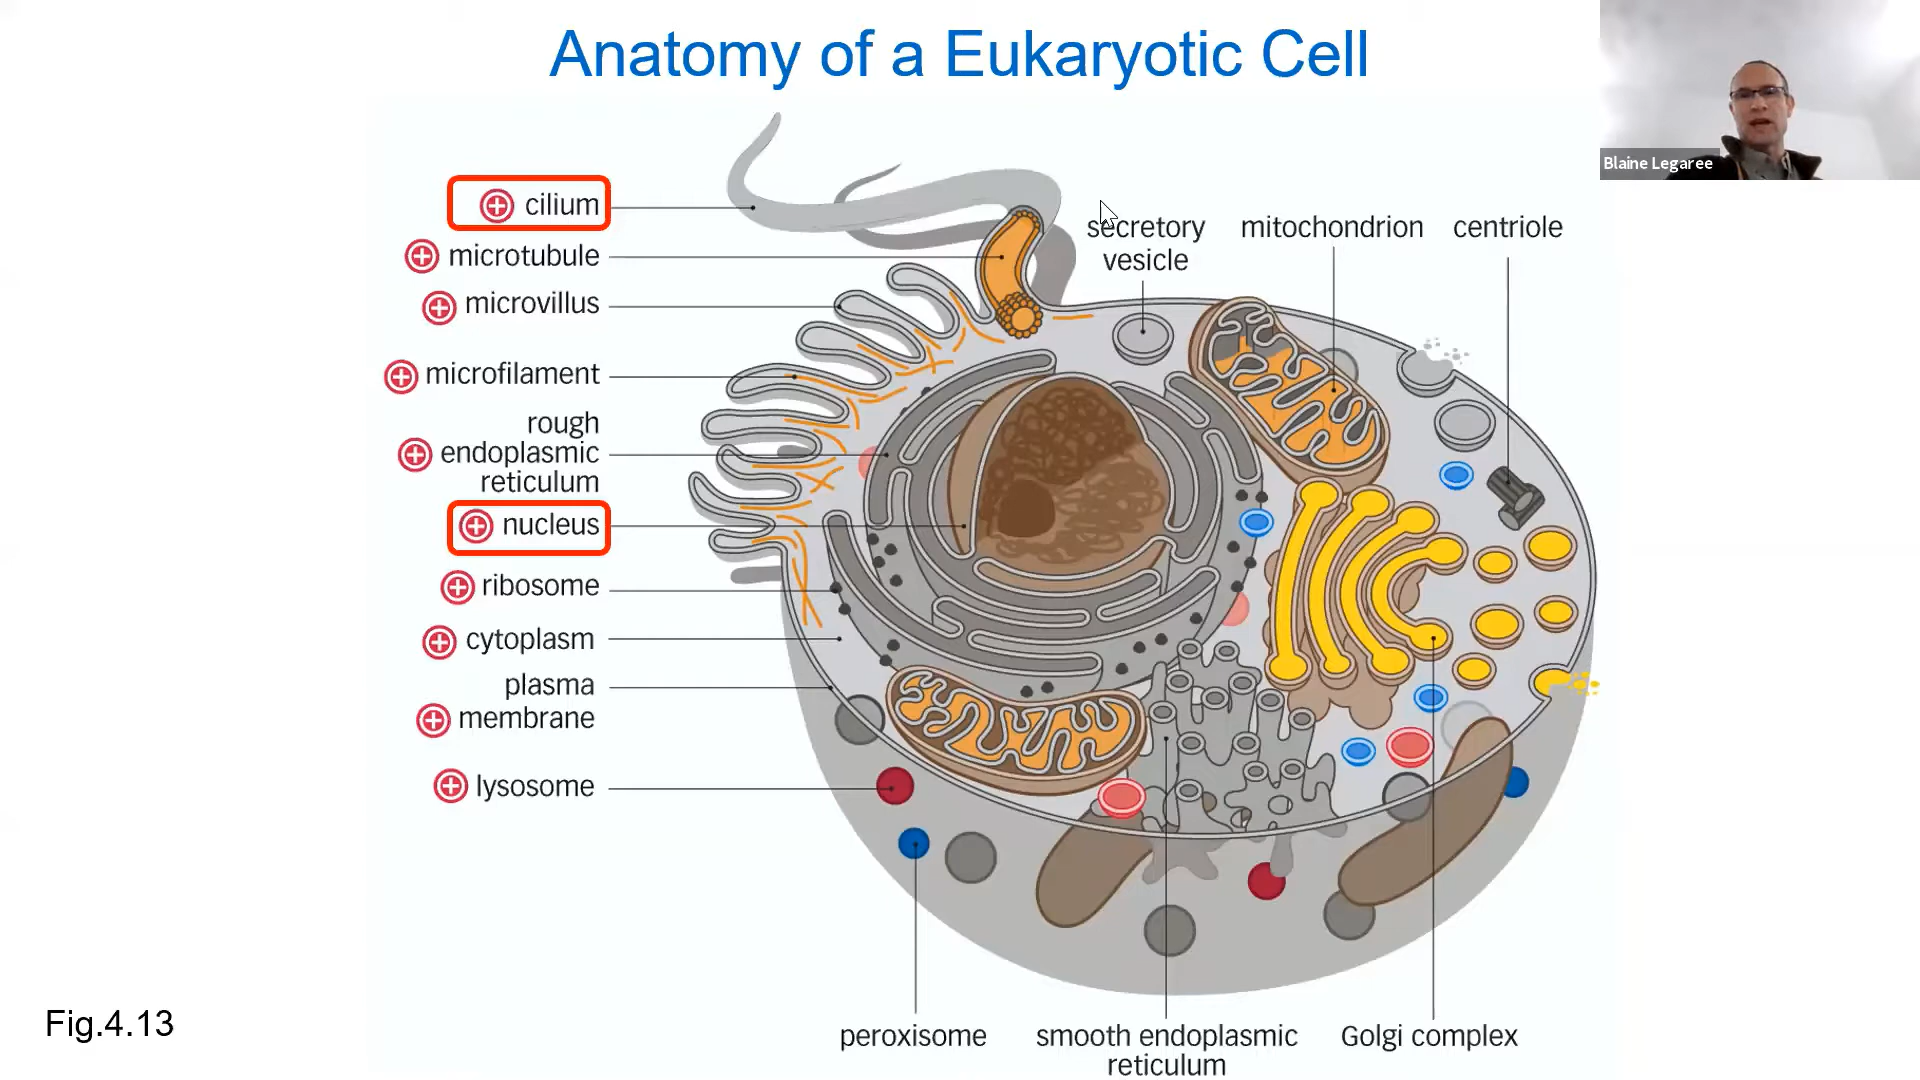 Anatomy of a Eukaryotic Cell
Blaine Legaree
cilium
microtubule
microvillus
microfilament
rough
endoplasmic
reticulum
nucleus
ribosome
cytoplasm
plasma
membrane
lysosome
secretory
vesicle
mitochondrion
centriole
peroxisome
smooth endoplasmic
reticulum
Golgi complex
Fig.4.13